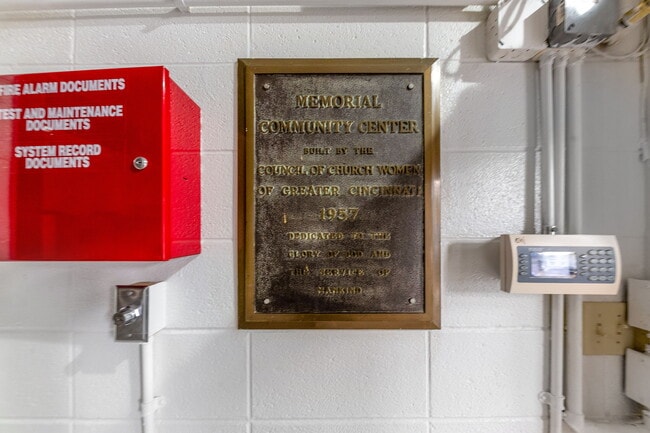 FIRE ALARM DOCUMENTS
TEST AND MAINTENANCE
DOCUMENTS
SYSTEM RECORD
DOCUMENTS
MEMORIAL
COMMUNITY CENTER
BUILT BY THE
COUNCIL OF CHURCH WOMEN
OF GREATER CINCINNATI
1957
DEDICATED TO THE
GLORY OF GOD AND
THE SERVICE OF
MANKIND